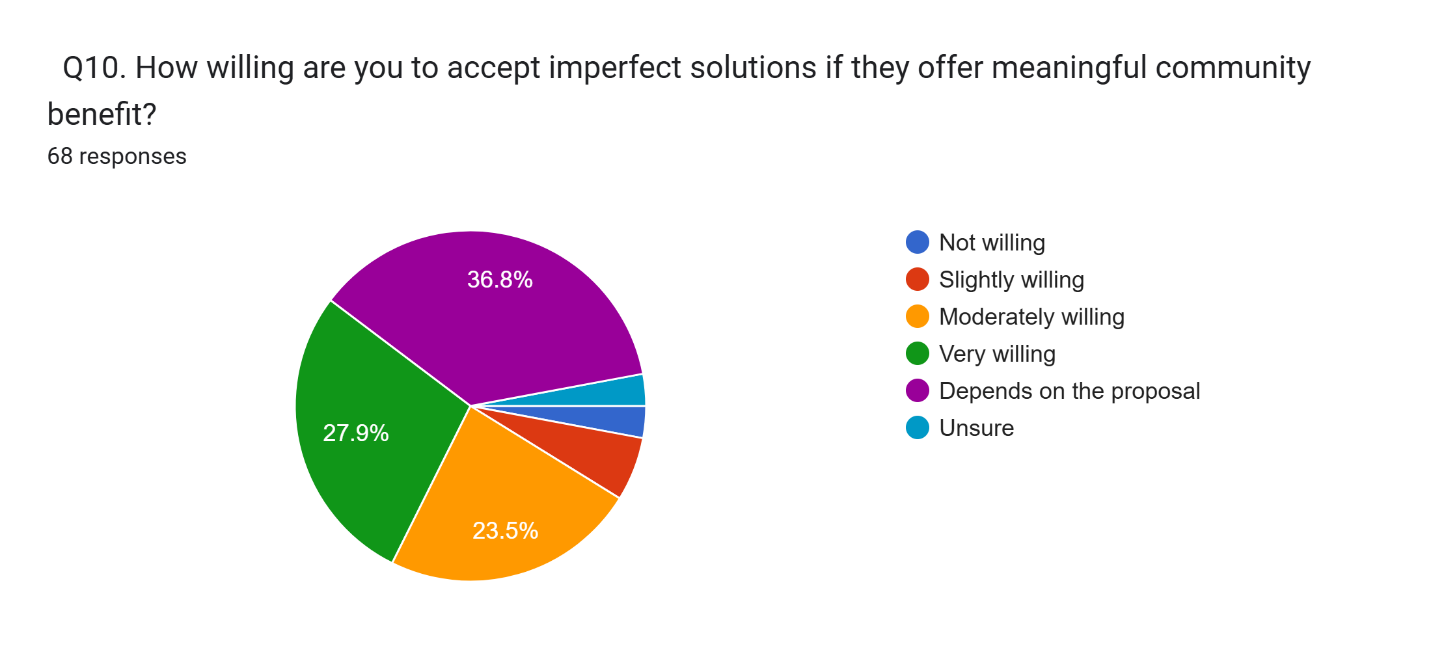 Q10. How willing are you to accept imperfect solutions if they offer meaningful community
benefit?
68 responses
36.8%
27.9%
23.5%
Not willing
Slightly willing
Moderately willing
Very willing
Depends on the proposal
Unsure